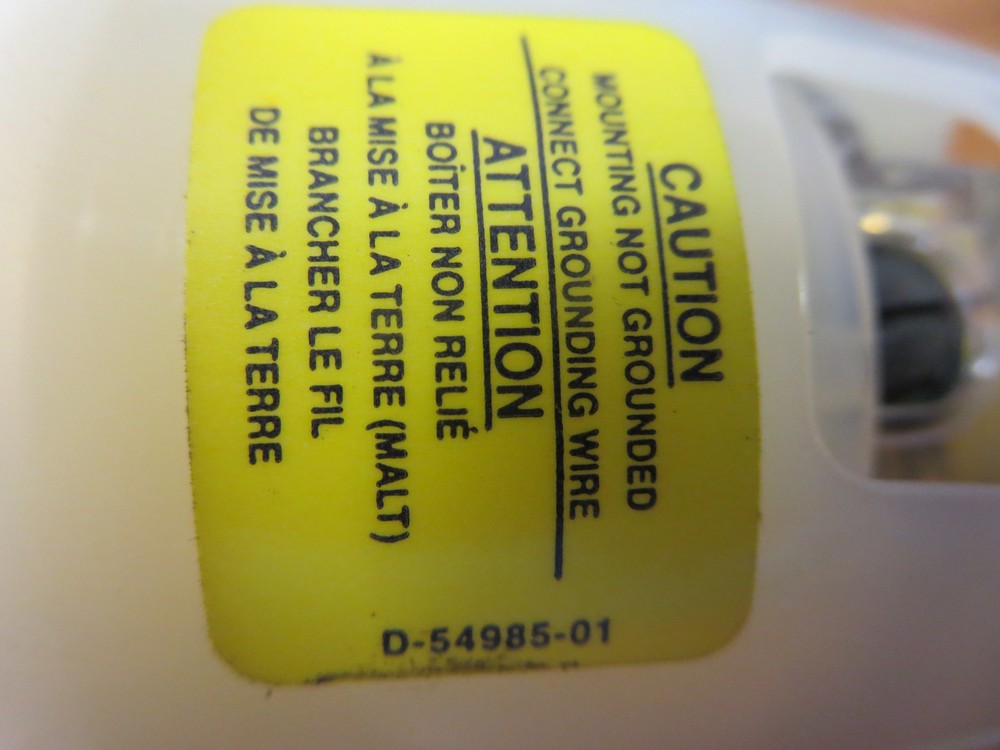 CAUTION
MOUNTING NOT GROUNDED
CONNECT GROUNDING WIRE
ATTENTION
BOÎTER NON RELIÉ
À LA MISE À LA TERRE (MALT)
BRANCHER LE FIL
DE MISE À LA TERRE
D-54985-01